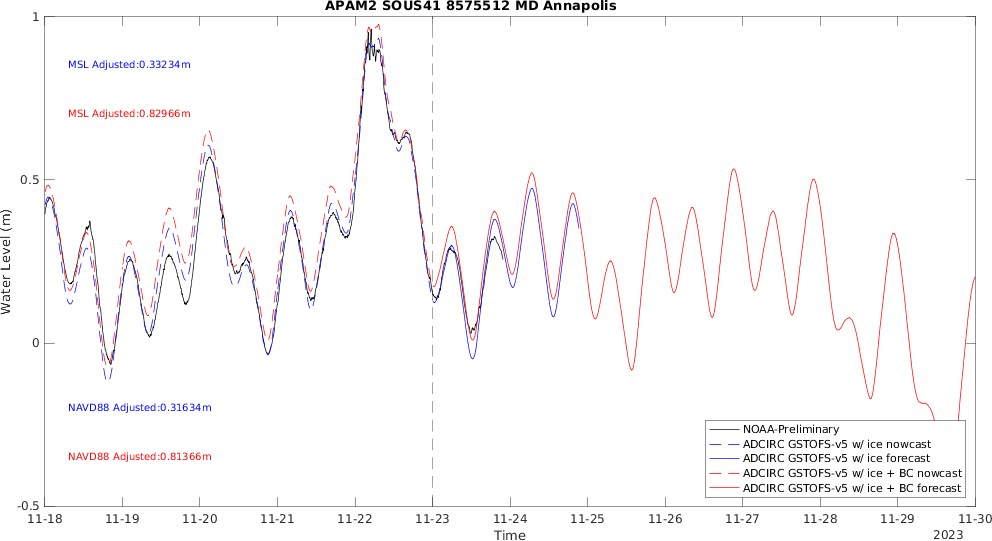 APAM2 SOUS41 8575512 MD Annapolis
1
0.5
0
-0.5
Water Level (m)
MSL Adjusted:0.33234m
MSL Adjusted:0.82966m
NAVD88 Adjusted:0.31634m
NAVD88 Adjusted:0.81366m
NOAA-Preliminary
ADCIRC GSTOFS-v5 w/ ice nowcast
ADCIRC GSTOFS-v5 w/ ice forecast
ADCIRC GSTOFS-v5 w/ ice + BC nowcast
ADCIRC GSTOFS-v5 w/ ice + BC forecast
11-18 11-19 11-20 11-21 11-22 11-23 11-24 11-25 11-26 11-27 11-28 11-29 11-30
Time
2023